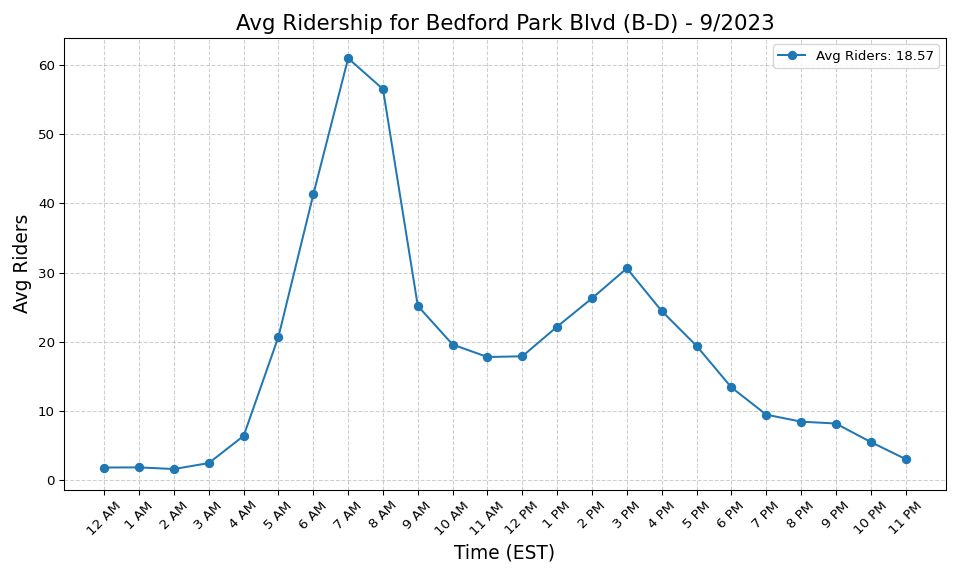 Avg Ridership for Bedford Park Blvd (B-D) - 9/2023
Avg Riders: 18.57
Avg Riders
60
50
40
30
20
10
0
12 AM
1 AM
2 AM
3 AM
4 AM
5 AM
6 AM
7 AM
8 AM
9 AM
10 AM
11 AM
12 PM
1 PM
2 PM
3 PM
4 PM
5 PM
6 PM
7 PM
8 PM
9 PM
10 PM
11 PM
Time (EST)